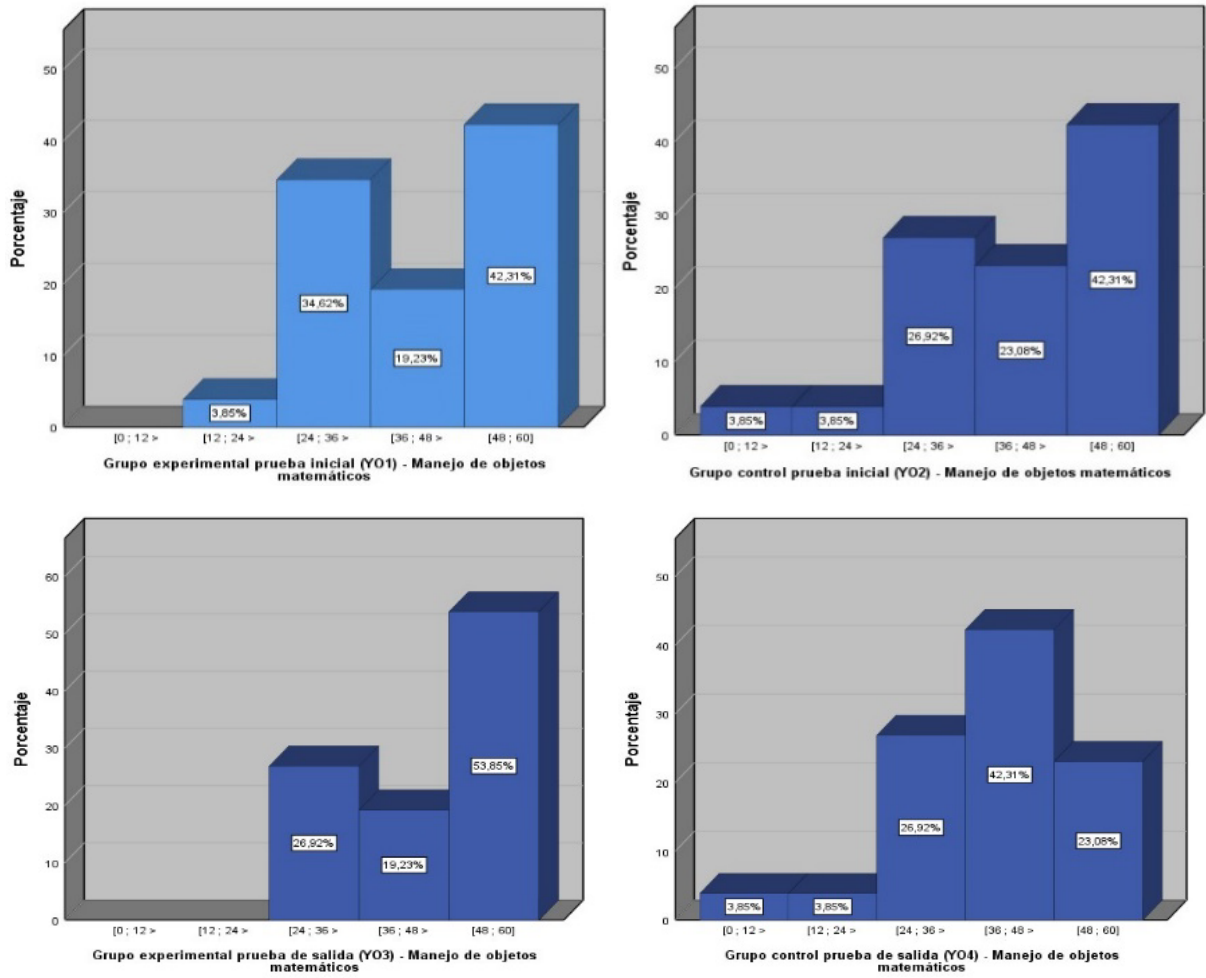 Porcentaje
50
40
30
20
10
0
42,31%
34,62%
19,23%
3,85%
[0 ; 12 > [12 ; 24 > [24 ; 36 > [36 ; 48 > [48 ; 60]
Grupo experimental prueba inicial (YO1) - Manejo de objetos
matemáticos
Porcentaje
50
40
30
20
10
0
42,31%
26,92%
23,08%
3,85% 3,85%
[0 ; 12 > [12 ; 24 > [24 ; 36 > [36 ; 48 > [48 ; 60]
Grupo control prueba inicial (YO2) - Manejo de objetos matemáticos
Porcentaje
60
50
40
30
20
10
0
53,85%
26,92%
19,23%
[0 ; 12 > [12 ; 24 > [24 ; 36 > [36 ; 48 > [48 ; 60]
Grupo experimental prueba de salida (YO3) - Manejo de objetos
matemáticos
Porcentaje
50
40
30
20
10
0
42,31%
26,92%
23,08%
3,85% 3,85%
[0 ; 12 > [12 ; 24 > [24 ; 36 > [36 ; 48 > [48 ; 60]
Grupo control prueba de salida (YO4) - Manejo de objetos
matemáticos